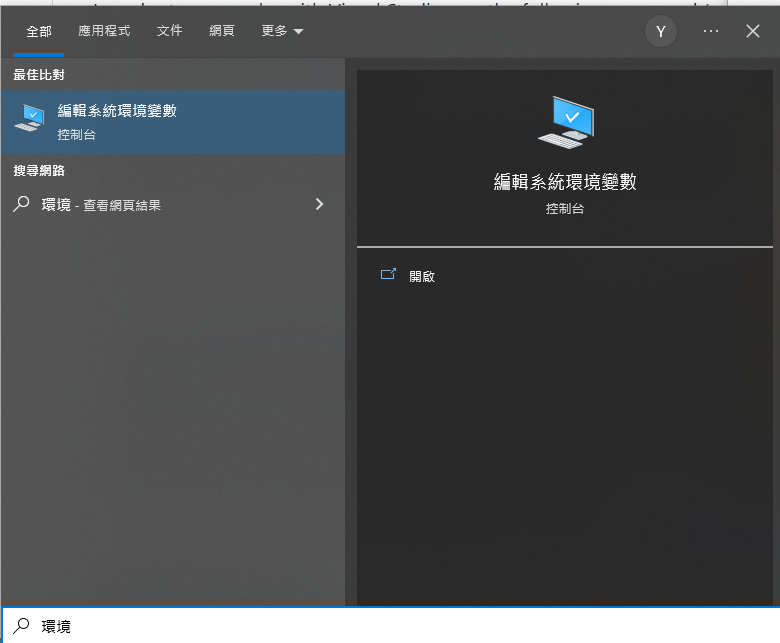 全部 應用程式 文件 網頁 更多 Y ...
最佳比對
編輯系統環境變數
控制台
搜尋網路
環境 - 查看網頁結果
編輯系統環境變數
控制台
開啟
環境